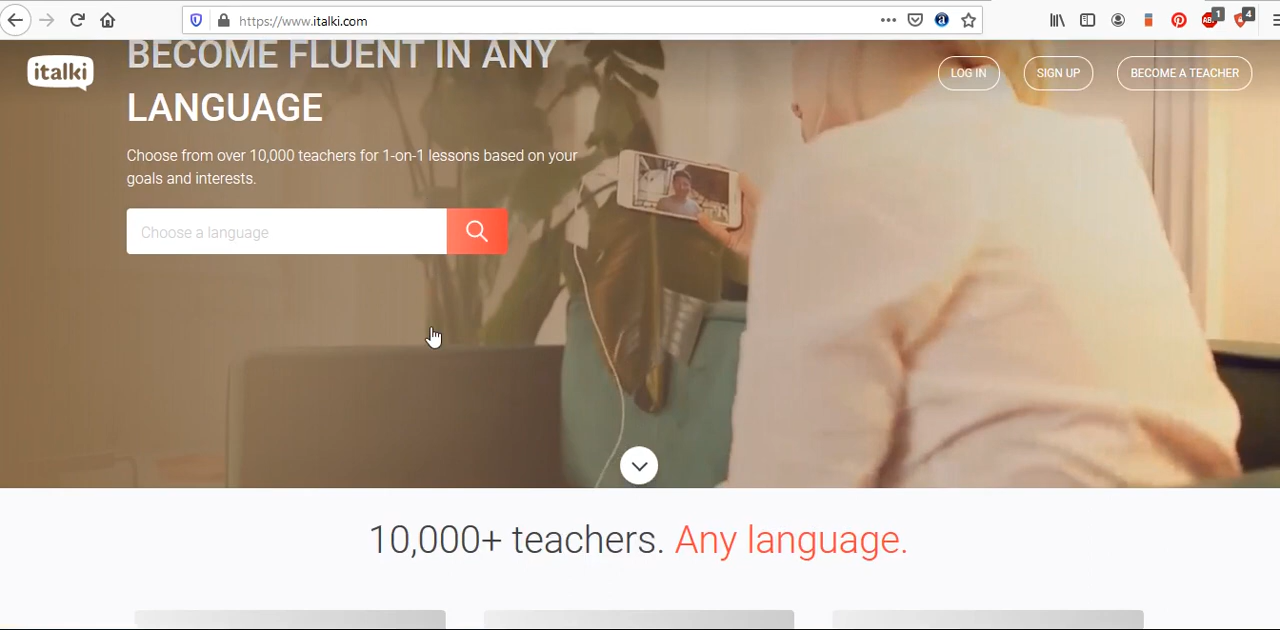 https://www.italki.com
1
4
italki
BECOME FLUENT IN ANY
LANGUAGE
LOG IN
SIGN UP
BECOME A TEACHER
Choose from over 10,000 teachers for 1-on-1 lessons based on your
goals and interests.
Choose a language
10,000+ teachers. Any language.